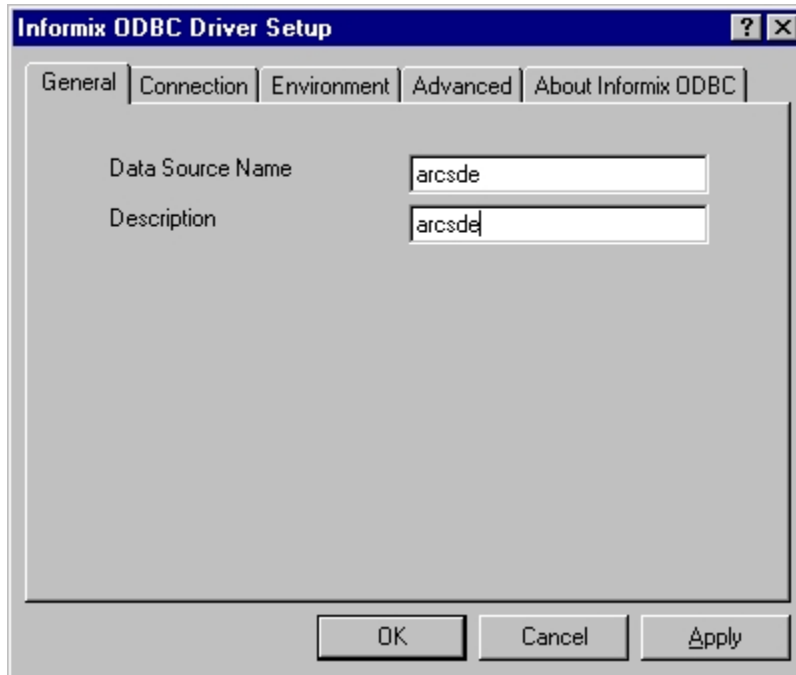 Informix ODBC Driver Setup
General Connection Environment Advanced About Informix ODBC
Data Source Name arcsde
Description arcsde
OK Cancel Apply